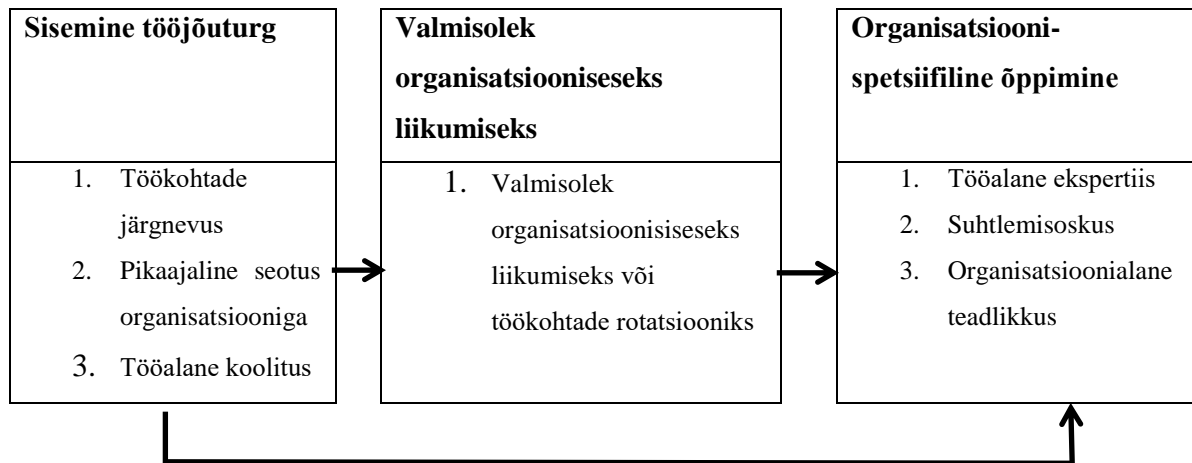 Sisemine tööjõuturg
Valmisolek
organisatsiooniseseks
liikumiseks
Organisatsiooni-
spetsiifiline õppimine
1. Töökohtade
järgnevus
2. Pikaajaline seotus
organisatsiooniga
3. Tööalane koolitus
1. Valmisolek
organisatsioonisiseseks
liikumiseks või
töökohtade rotatsiooniks
1. Tööalane ekspertiis
2. Suhtlemisoskus
3. Organisatsioonialane
teadlikkus